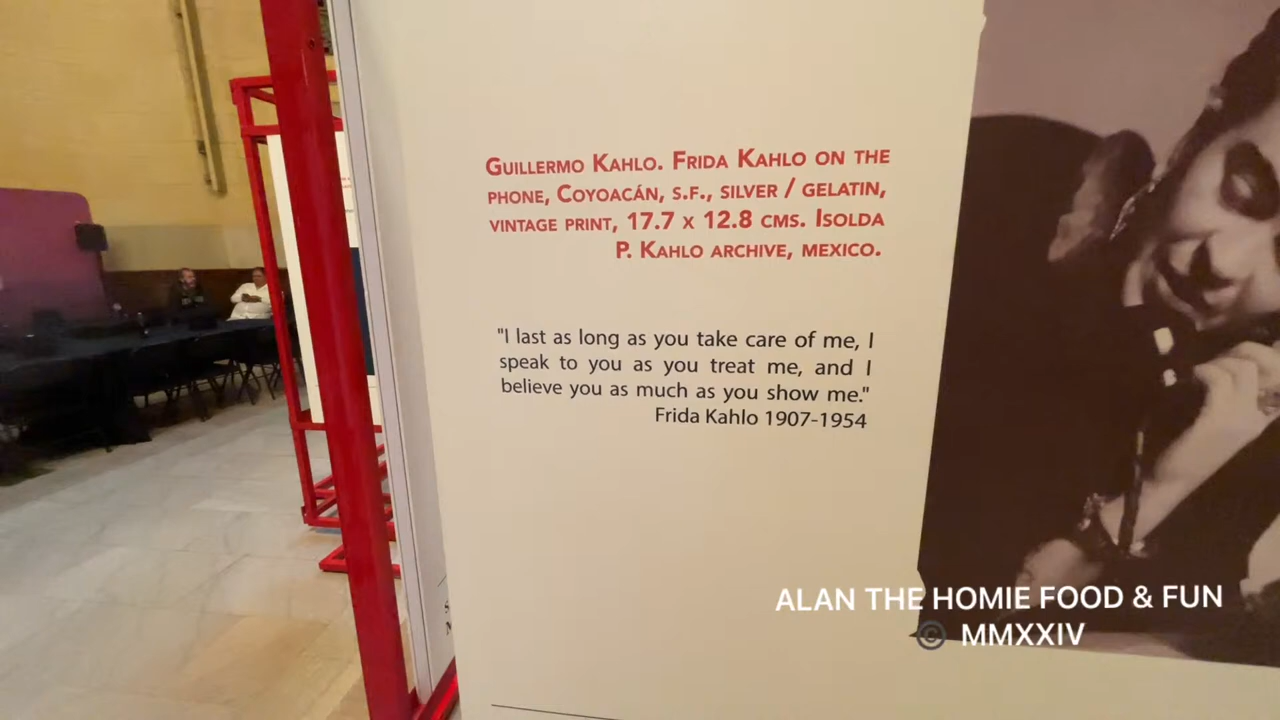 GUILLERMO KAHLO. FRIDA KAHLO ON THE
PHONE, COYOACÁN, S.F., SILVER / GELATIN,
VINTAGE PRINT, 17.7 X 12.8 CMS. ISOLDA
P. KAHLO ARCHIVE, MEXICO.
"I last as long as you take care of me, I
speak to you as you treat me, and I
believe you as much as you show me."
Frida Kahlo 1907-1954
ALAN THE HOMIE FOOD & FUN
© MMXXIV